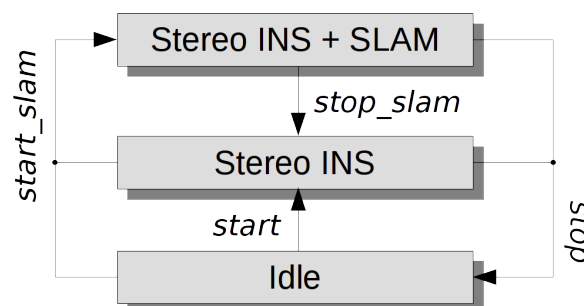 Stereo INS + SLAM
start_slam
stop_slam
Stereo INS
start
stop
Idle